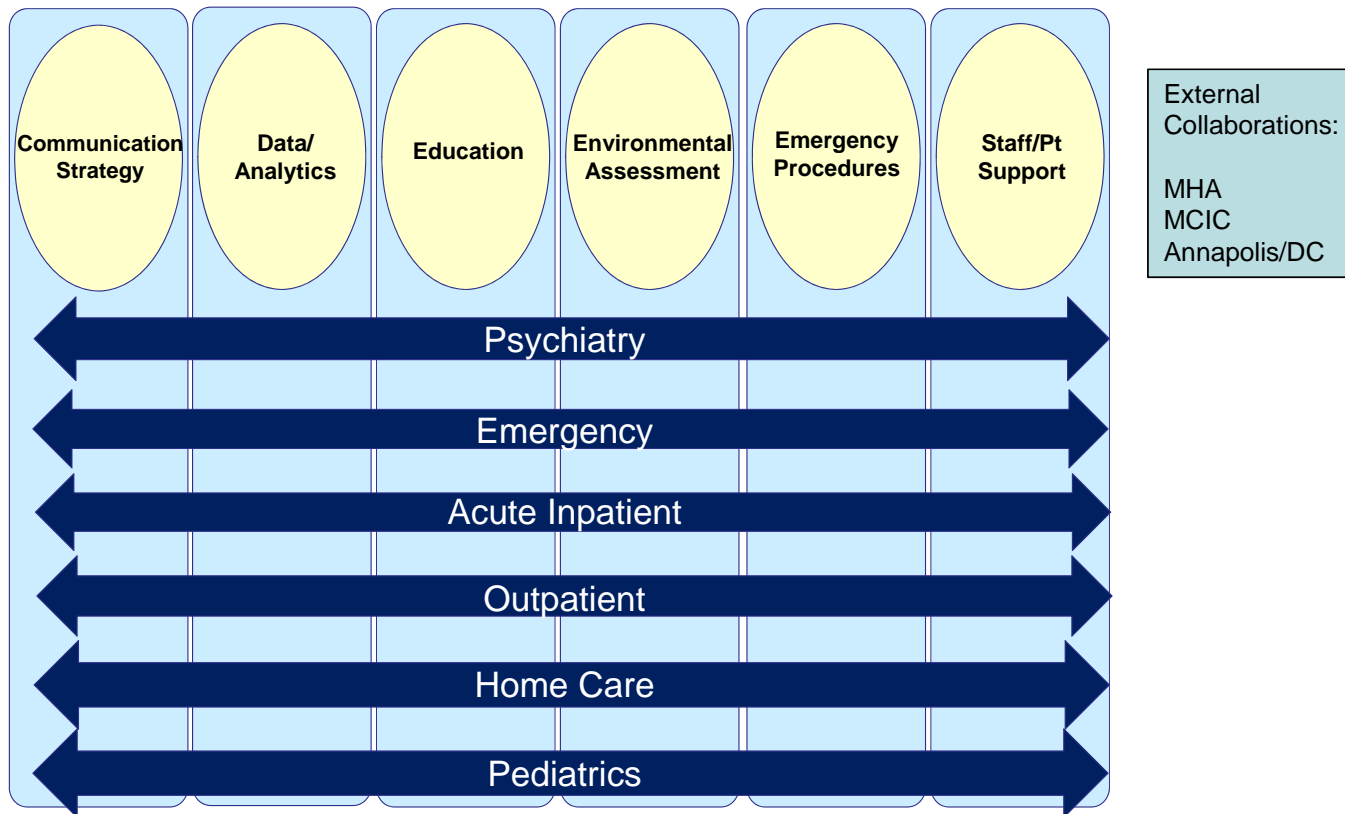 Communication
Strategy
Data/
Analytics
Education
Environmental
Assessment
Emergency
Procedures
Staff/Pt
Support
External
Collaborations:
MHA
MCIC
Annapolis/DC
Psychiatry
Emergency
Acute Inpatient
Outpatient
Home Care
Pediatrics